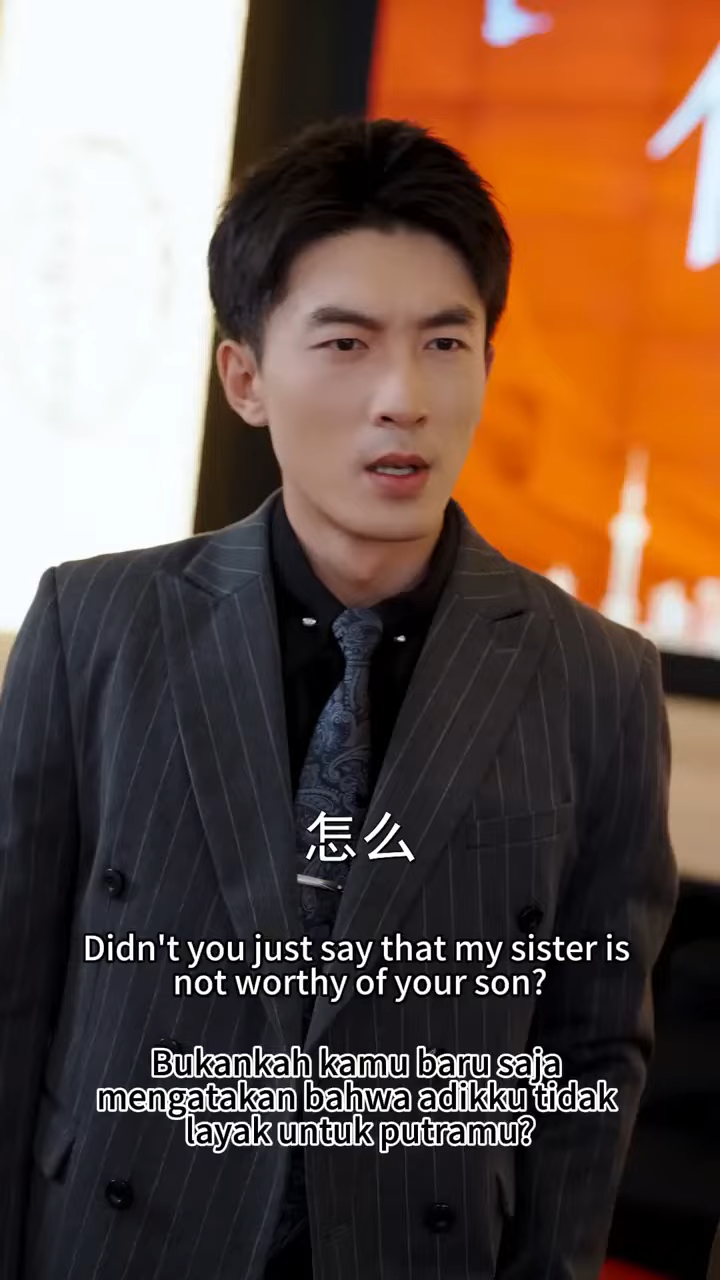 怎么
Didn't you just say that my sister is
not worthy of your son?
Bukankah kamu baru saja
mengatakan bahwa adikku tidak
layak untuk putramu?